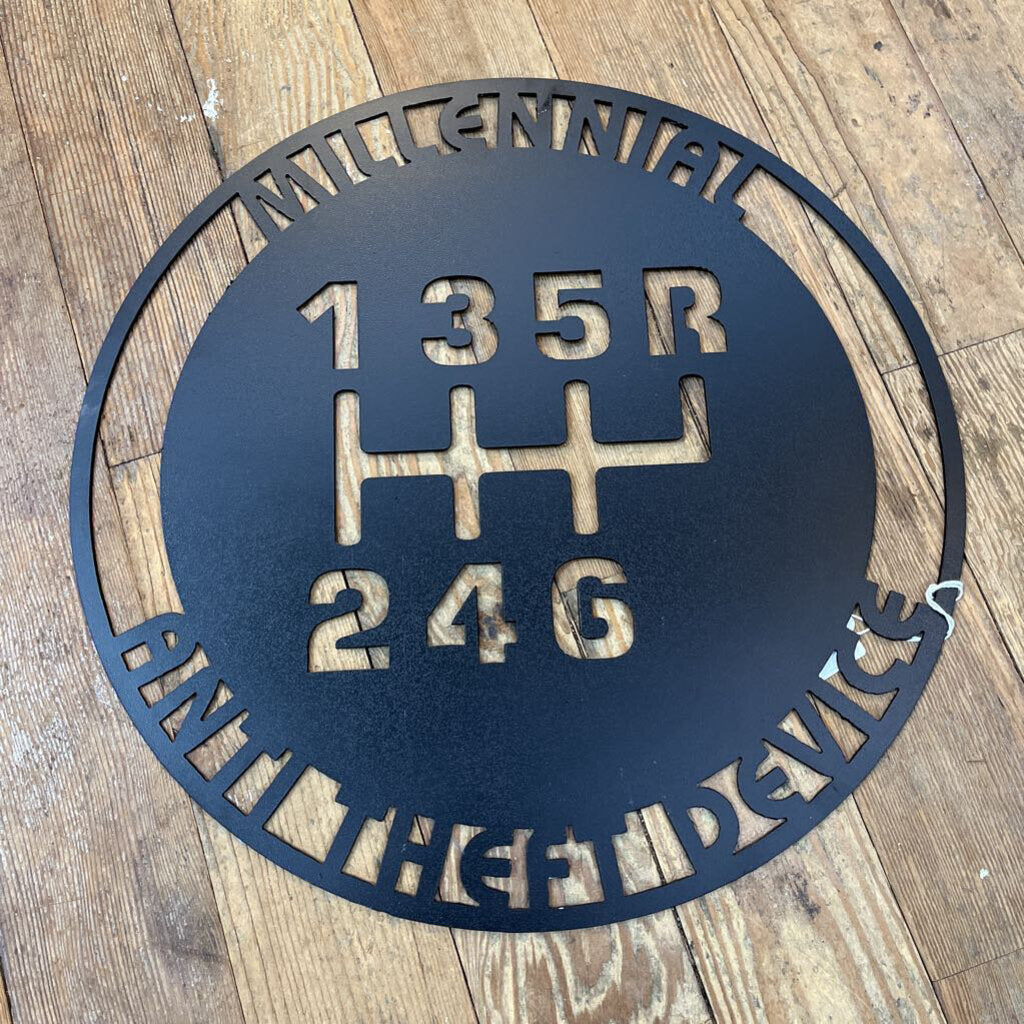 MILLENNIAL
1 3 5 R
2 4 6
ANTI THEFT DEVICE